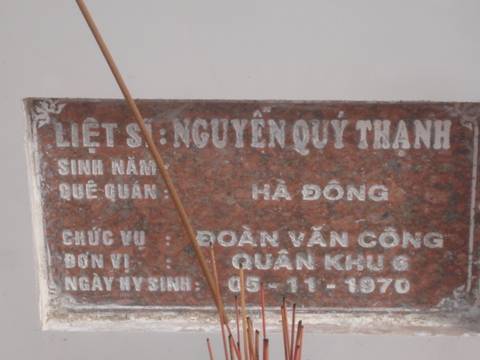 LIỆT SĨ: NGUYỄN QUÝ THẠNH
SINH NĂM
QUÊ QUÁN : HÀ ĐÔNG
CHỨC VỤ : ĐOÀN VĂN CÔNG
ĐƠN VỊ : QUÂN KHU 6
NGÀY HY SINH : 05 - 11 - 1970